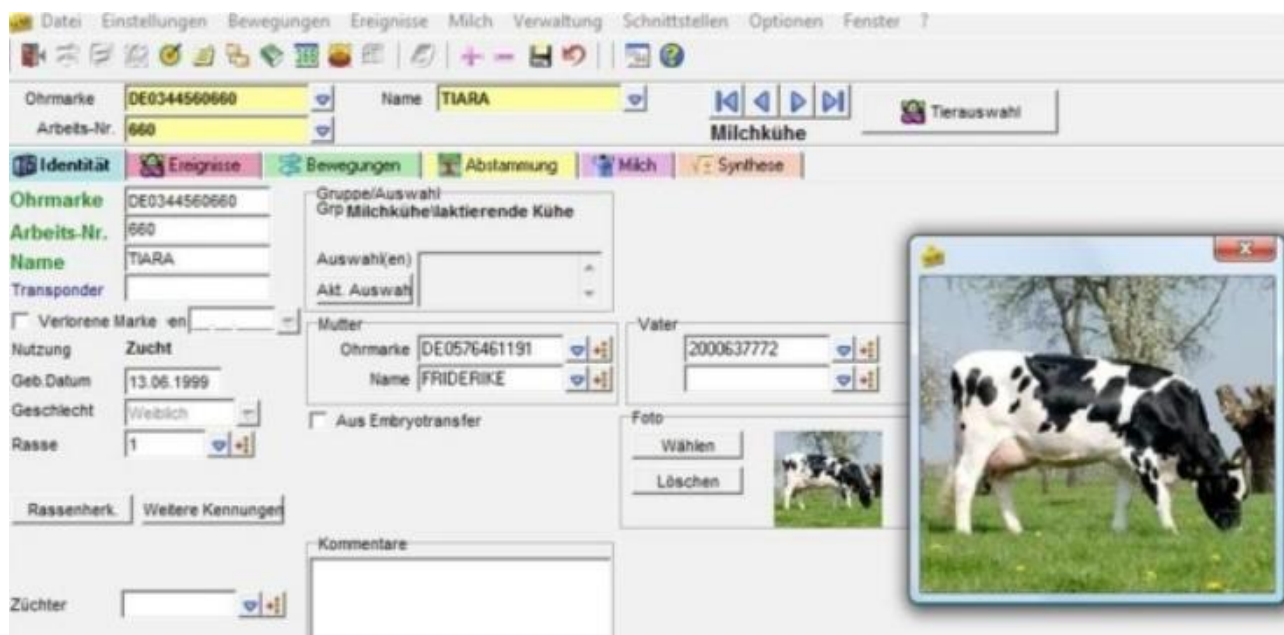 Datei Einstellungen Bewegungen Ereignisse Milch Verwaltung Schnittstellen Optionen Fenster ?
Ohrmarke DE0344560660 Name TIARA
Arbeits-Nr. 660 Milchkühe Tierauswahl
Identität Ereignisse Bewegungen Abstammung Milch Synthese
Ohrmarke DE0344560660 Gruppe/Auswahl
Grp Milchkühe\laktierende Kühe
Arbeits-Nr. 660
Name TIARA Auswahl(en)
Transponder Akt. Auswahl
Verlorene Marke en Mutter Vater
Nutzung Zucht Ohrmarke DE0576461191 2000637772
Geb.Datum 13.06.1999 Name FRIDERIKE
Geschlecht Weiblich Aus Embryotransfer Foto
Rasse 1 Wählen
Löschen
Rassenherk. Weitere Kennungen
Kommentare
Züchter